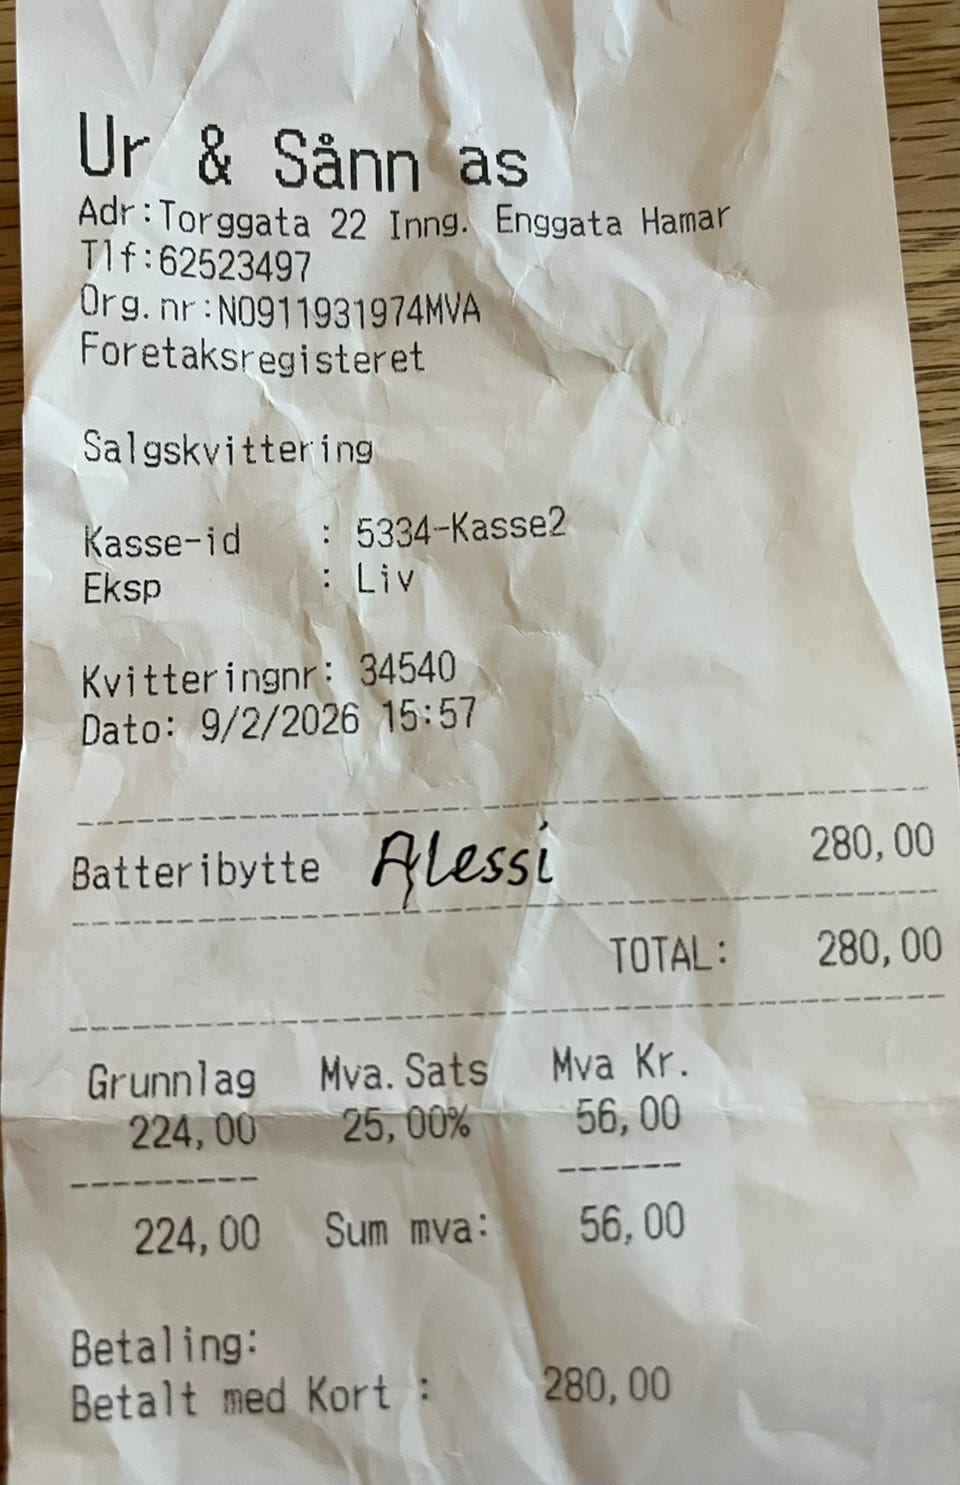 Ur & Sånn as
Adr:Torggata 22 Inng. Enggata Hamar
Tlf:62523497
Org.nr:NO911931974MVA
Foretaksregisteret
Salgskvittering
Kasse-id : 5334-Kasse2
Eksp : Liv
Kvitteringnr: 34540
Dato: 9/2/2026 15:57
Batteribytte Alessi 280,00
TOTAL: 280,00
Grunnlag Mva.Sats Mva Kr.
224,00 25,00% 56,00
224,00 Sum mva: 56,00
Betaling:
Betalt med Kort : 280,00